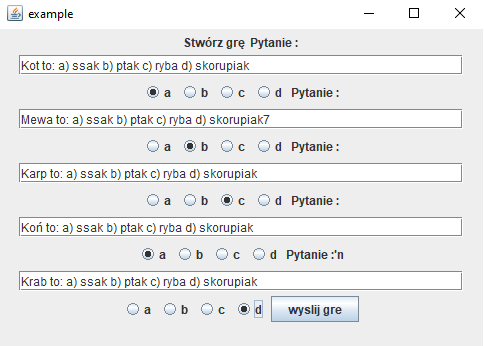 example
Stwórz grę Pytanie :
Kot to: a) ssak b) ptak c) ryba d) skorupiak
a b c d Pytanie :
Mewa to: a) ssak b) ptak c) ryba d) skorupiak7
a b c d Pytanie :
Karp to: a) ssak b) ptak c) ryba d) skorupiak
a b c d Pytanie :
Koń to: a) ssak b) ptak c) ryba d) skorupiak
a b c d Pytanie :'n
Krab to: a) ssak b) ptak c) ryba d) skorupiak
a b c d wyslij gre